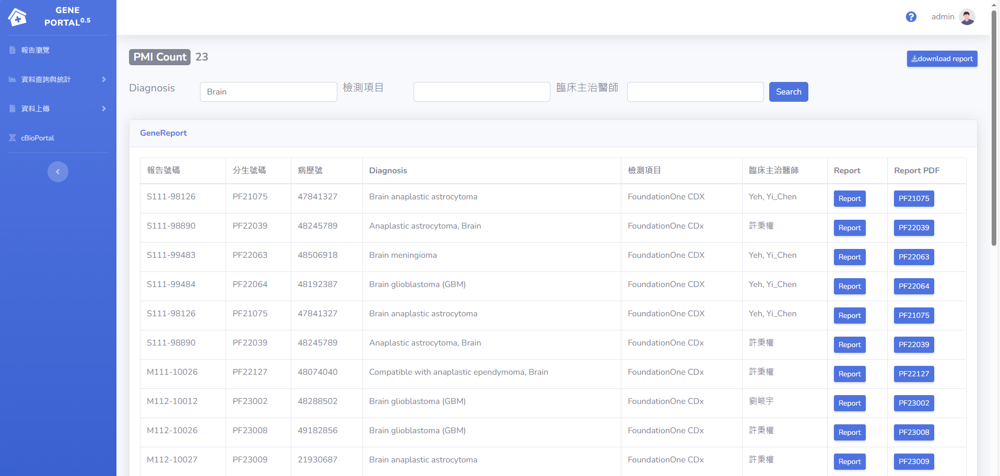 GENE
PORTAL0.5
admin
報告瀏覽
資料查詢與統計
資料上傳
cBioPortal
PMI Count 23
download report
Diagnosis Brain 檢測項目 臨床主治醫師 Search
GeneReport
報告號碼 分生號碼 病歷號 Diagnosis 檢測項目 臨床主治醫師 Report Report PDF
S111-98126 PF21075 47841327 Brain anaplastic astrocytoma FoundationOne CDX Yeh, Yi_Chen Report PF21075
S111-98890 PF22039 48245789 Anaplastic astrocytoma, Brain FoundationOne CDx 許秉權 Report PF22039
S111-99483 PF22063 48506918 Brain meningioma FoundationOne CDX Yeh, Yi_Chen Report PF22063
S111-99484 PF22064 48192387 Brain glioblastoma (GBM) FoundationOne CDX Yeh, Yi_Chen Report PF22064
S111-98126 PF21075 47841327 Brain anaplastic astrocytoma FoundationOne CDX Yeh, Yi_Chen Report PF21075
S111-98890 PF22039 48245789 Anaplastic astrocytoma, Brain FoundationOne CDx 許秉權 Report PF22039
M111-10026 PF22127 48074040 Compatible with anaplastic ependymoma, Brain FoundationOne CDx 許秉權 Report PF22127
M112-10012 PF23002 48288502 Brain glioblastoma (GBM) FoundationOne CDx 劉峻宇 Report PF23002
M112-10026 PF23008 49182856 Brain glioblastoma (GBM) FoundationOne CDx 許秉權 Report PF23008
M112-10027 PF23009 21930687 Brain anaplastic astrocytoma FoundationOne CDx 許秉權 Report PF23009